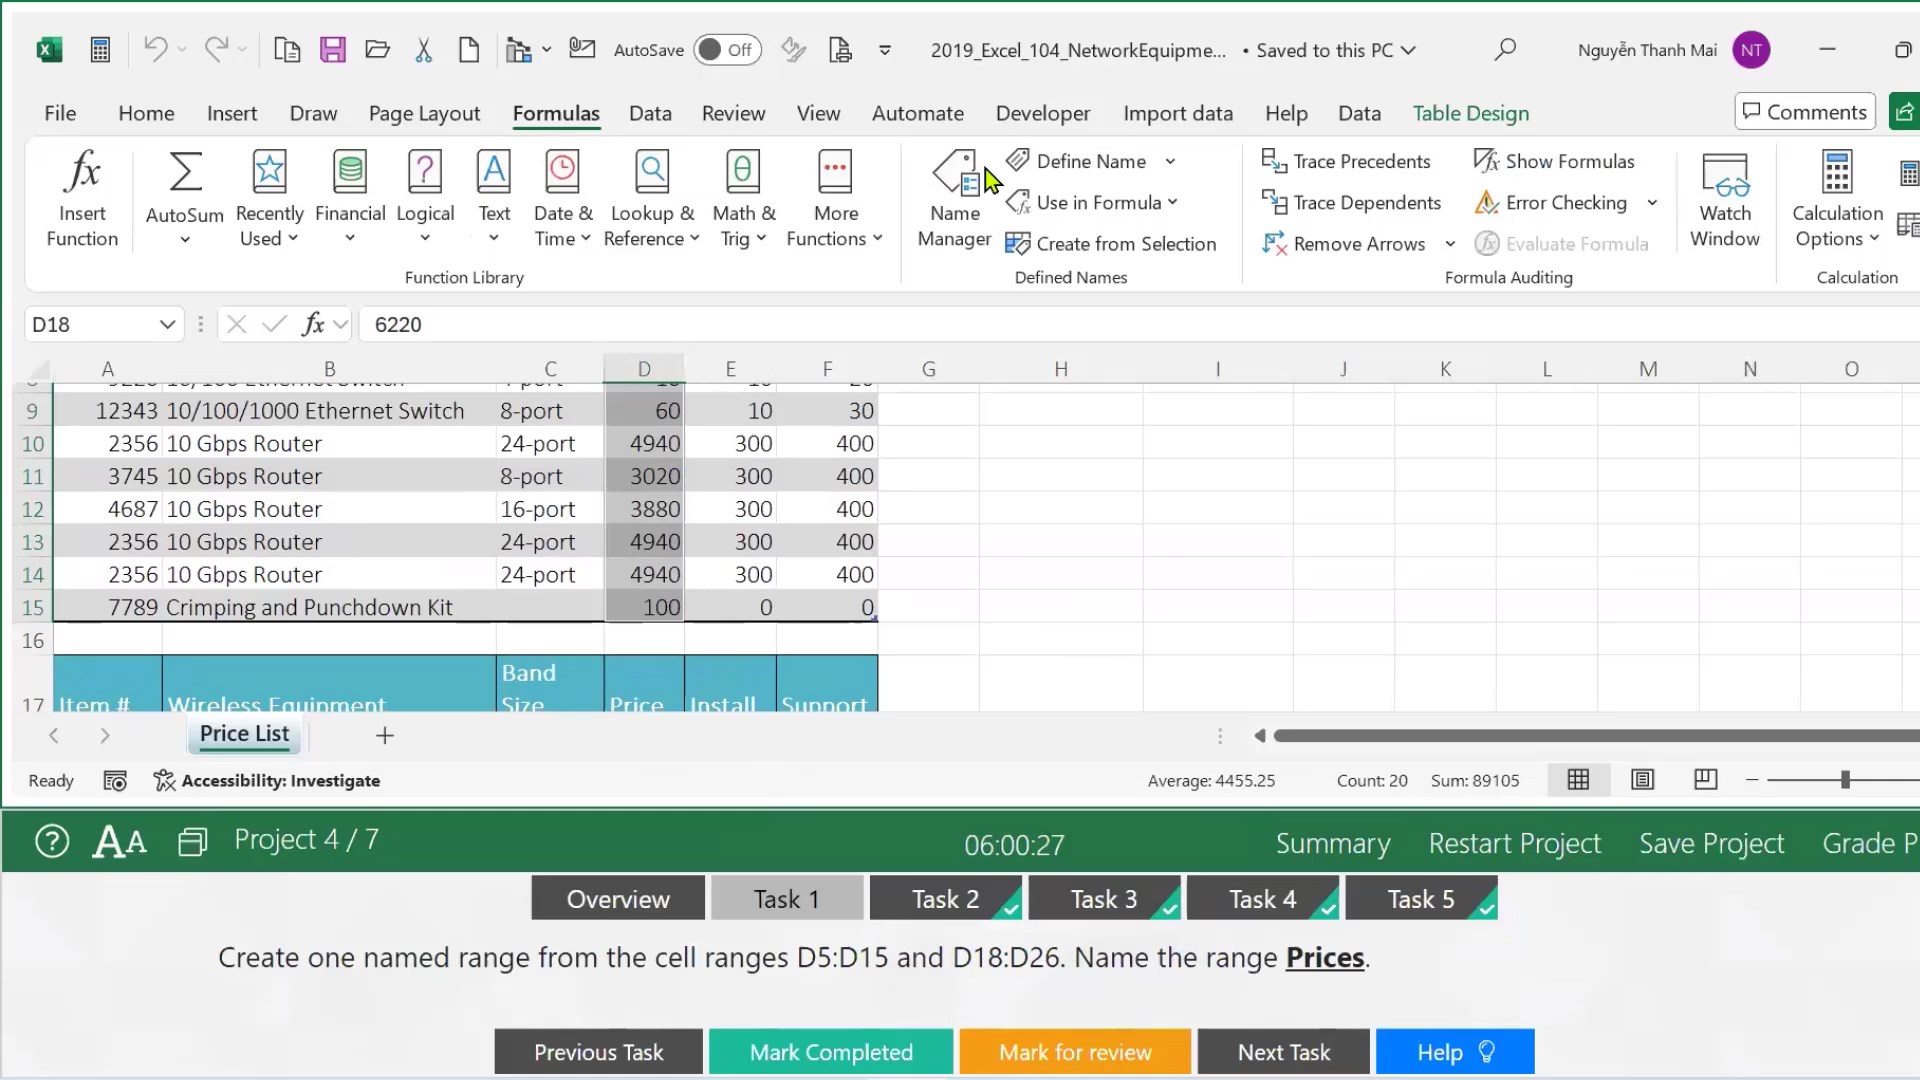 AutoSave Off 2019_Excel_104_NetworkEquipme... • Saved to this PC Nguyễn Thanh Mai NT
File Home Insert Draw Page Layout Formulas Data Review View Automate Developer Import data Help Data Table Design Comments
Insert Function
AutoSum
Recently Used
Financial
Logical
Text
Date & Time
Lookup & Reference
Math & Trig
More Functions
Function Library
Name Manager
Define Name
Use in Formula
Create from Selection
Defined Names
Trace Precedents
Trace Dependents
Remove Arrows
Show Formulas
Error Checking
Evaluate Formula
Formula Auditing
Watch Window
Calculation Options
Calculation
D18 fx 6220
A B C D E F G H I J K L M N O
9 12343 10/100/1000 Ethernet Switch 8-port 60 10 30
10 2356 10 Gbps Router 24-port 4940 300 400
11 3745 10 Gbps Router 8-port 3020 300 400
12 4687 10 Gbps Router 16-port 3880 300 400
13 2356 10 Gbps Router 24-port 4940 300 400
14 2356 10 Gbps Router 24-port 4940 300 400
15 7789 Crimping and Punchdown Kit 100 0 0
16
Band
17 Item # Wireless Equipment Size Price Install Support
Price List
Ready Accessibility: Investigate Average: 4455.25 Count: 20 Sum: 89105
Project 4 / 7 06:00:27 Summary Restart Project Save Project Grade P
Overview Task 1 Task 2 Task 3 Task 4 Task 5
Create one named range from the cell ranges D5:D15 and D18:D26. Name the range Prices.
Previous Task Mark Completed Mark for review Next Task Help